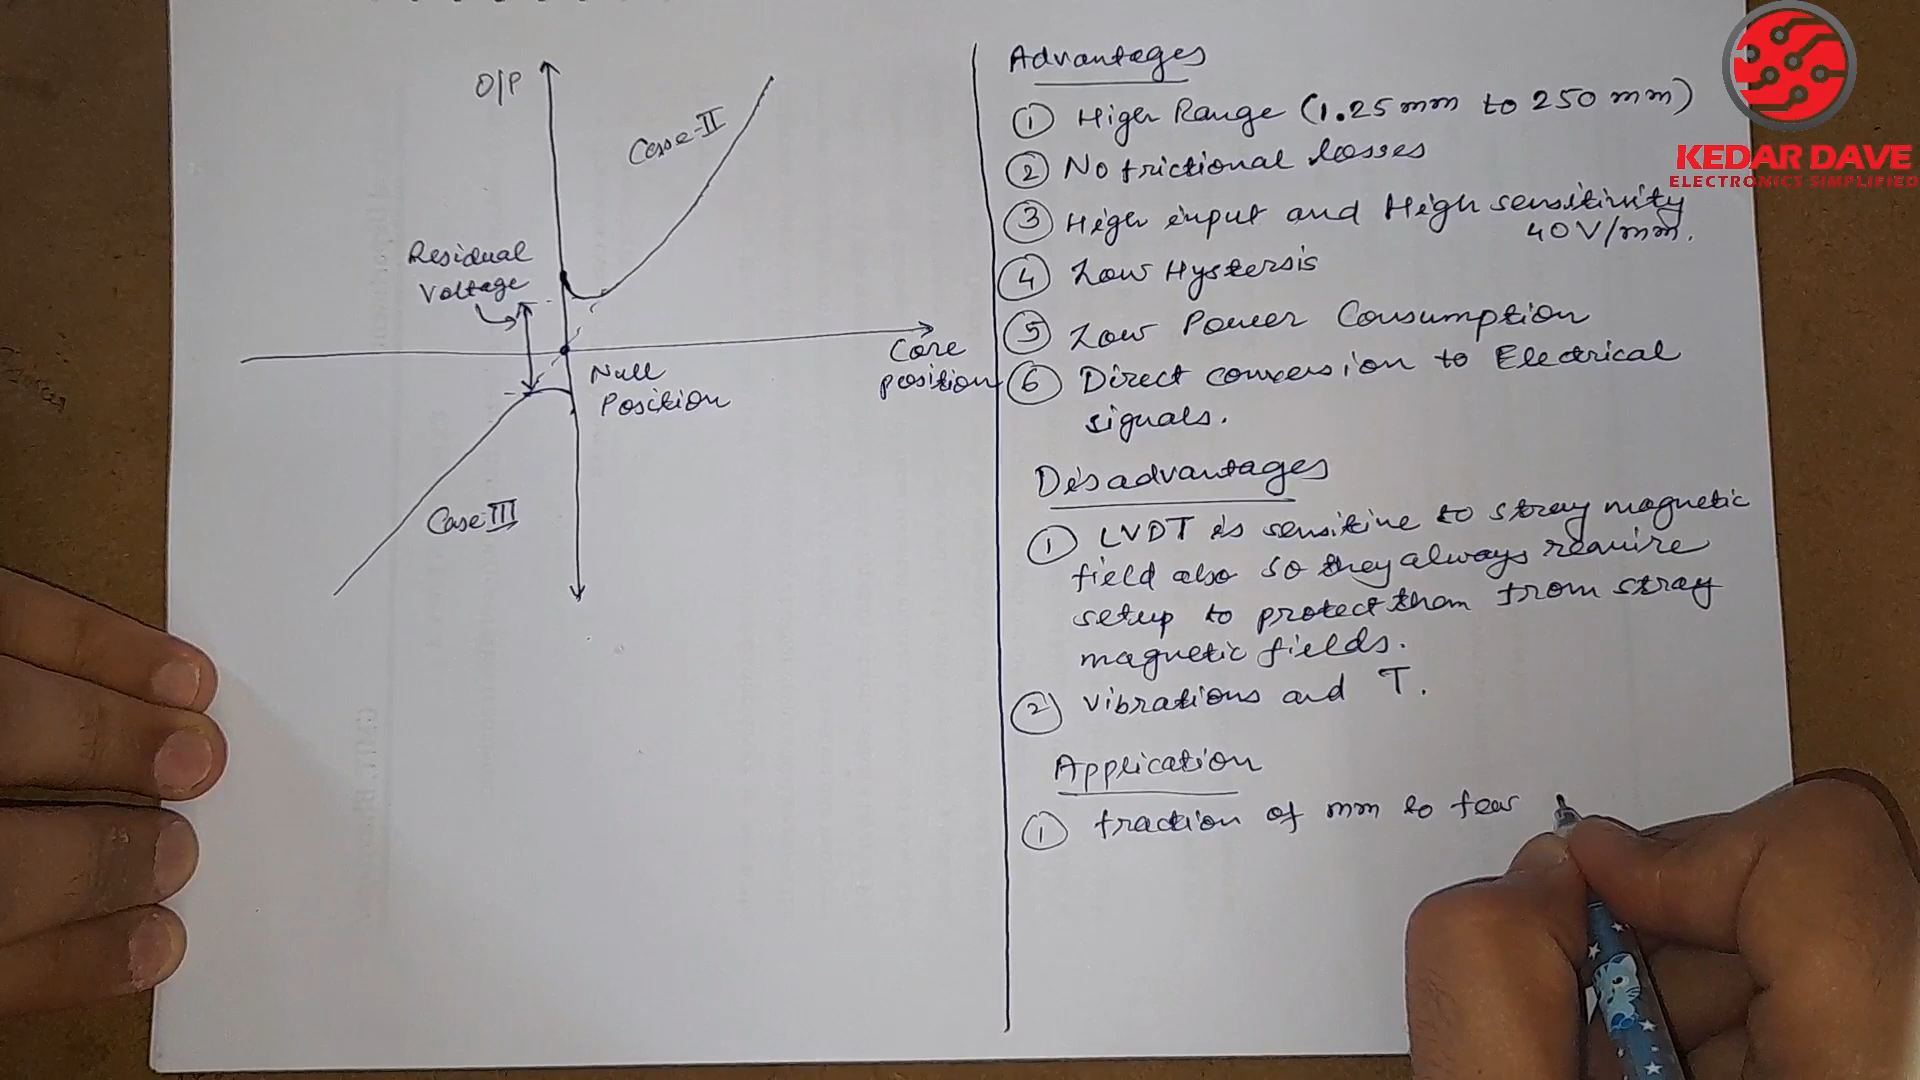 O/P
Case-II
Residual
Voltage
Core
position
Null
Position
Case III
Advantages
① High Range (1.25 mm to 250 mm)
② No frictional losses
③ High input and High sensitivity
40V/mm.
④ Low Hystersis
⑤ Low Power Consumption
⑥ Direct conversion to Electrical
signals.
Disadvantages
① LVDT is sensitive to stray magnetic
field also so they always require
setup to protect them from stray
magnetic fields.
② Vibrations and T.
Application
① fraction of mm to few
KEDAR DAVE
ELECTRONICS SIMPLIFIED